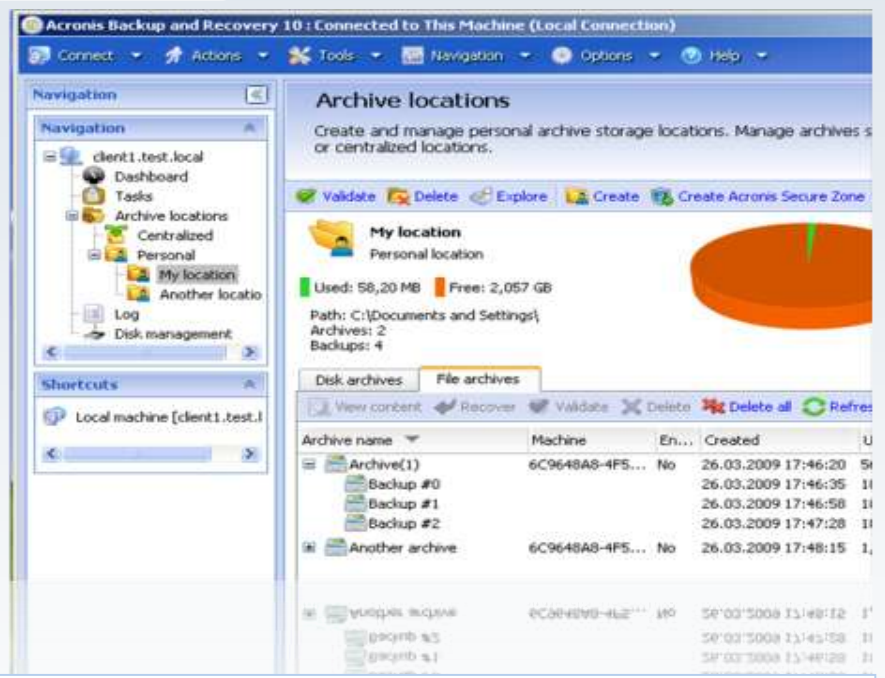 Acronis Backup and Recovery 10 : Connected to This Machine (Local Connection)
Connect Actions Tools Navigation Options Help
Navigation
Navigation
client1.test.local
Dashboard
Tasks
Archive locations
Centralized
Personal
My location
Another locatio
Log
Disk management
Shortcuts
Local machine [client1.test.l
Archive locations
Create and manage personal archive storage locations. Manage archives s
or centralized locations.
Validate Delete Explore Create Create Acronis Secure Zone
My location
Personal location
Used: 58,20 MB Free: 2,057 GB
Path: C:\Documents and Settings\
Archives: 2
Backups: 4
Disk archives File archives
View content Recover Validate Delete Delete all Refres
Archive name Machine En... Created U
Archive(1) 6C9648A8-4F5... No 26.03.2009 17:46:20
Backup #0 26.03.2009 17:46:35
Backup #1 26.03.2009 17:46:58
Backup #2 26.03.2009 17:47:28
Another archive 6C9648A8-4F5... No 26.03.2009 17:48:15 1,